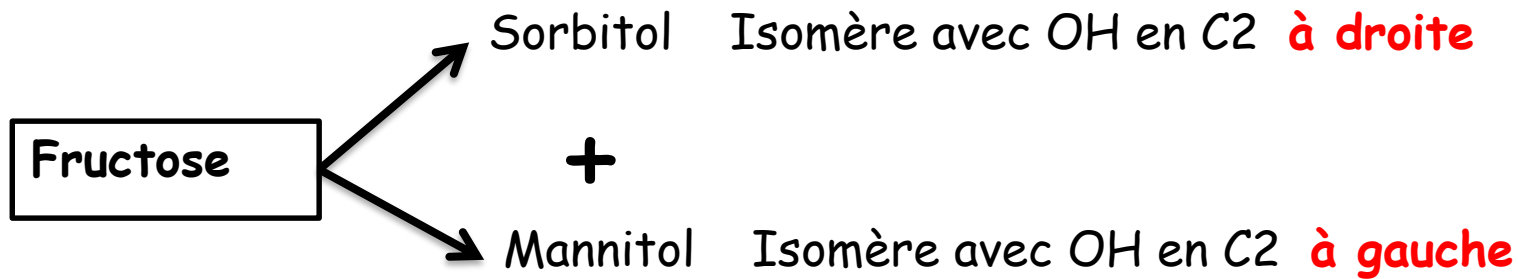 Sorbitol Isomère avec OH en C2 à droite
Fructose +
Mannitol Isomère avec OH en C2 à gauche